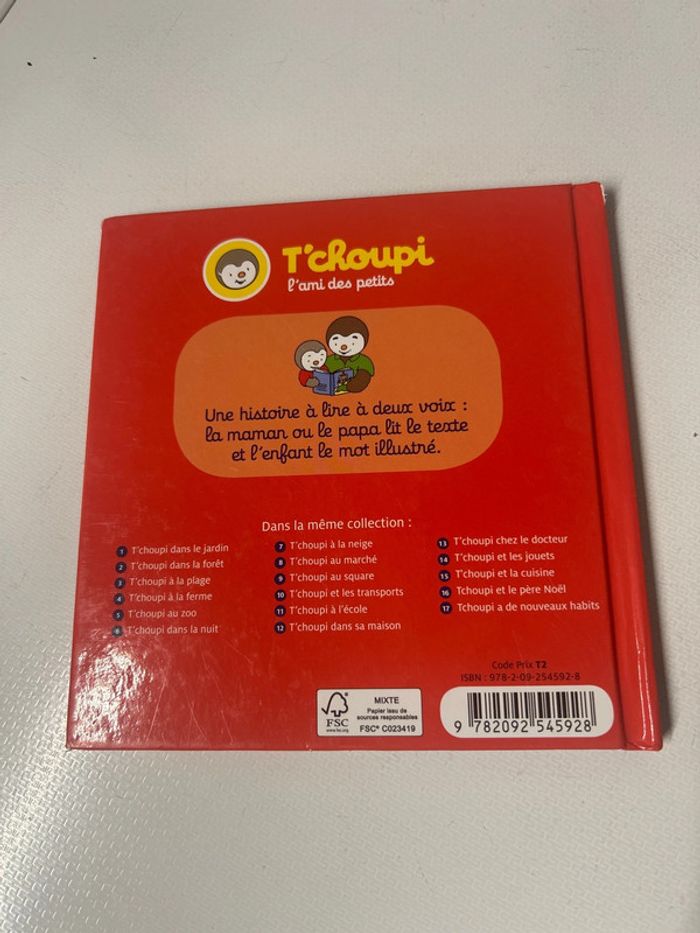 T'choupi
l'ami des petits
Une histoire à lire à deux voix :
la maman ou le papa lit le texte
et l'enfant le mot illustré.
Dans la même collection :
1 T'choupi dans le jardin
2 T'choupi dans la forêt
3 T'choupi à la plage
4 T'choupi à la ferme
5 T'choupi au zoo
6 T'choupi dans la nuit
7 T'choupi à la neige
8 T'choupi au marché
9 T'choupi au square
10 T'choupi et les transports
11 T'choupi à l'école
12 T'choupi dans sa maison
13 T'choupi chez le docteur
14 T'choupi et les jouets
15 T'choupi et la cuisine
16 Tchoupi et le père Noël
17 Tchoupi a de nouveaux habits
Code Prix T2
ISBN : 978-2-09-254592-8
FSC
www.fsc.org
MIXTE
Papier issu de
sources responsables
FSC® C023419
9 782092 545928